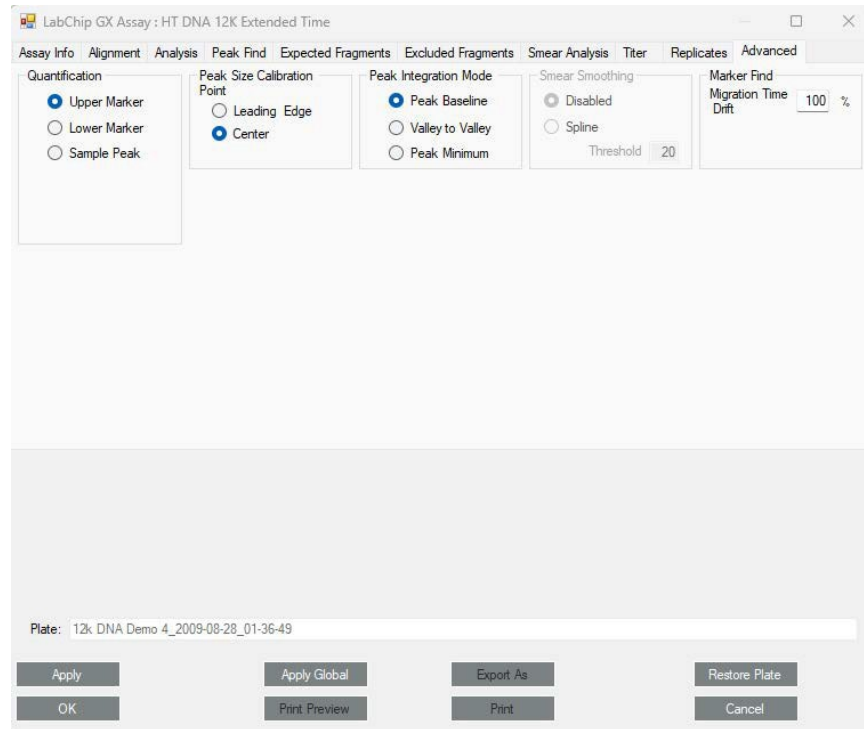 LabChip GX Assay : HT DNA 12K Extended Time
Assay Info Alignment Analysis Peak Find Expected Fragments Excluded Fragments Smear Analysis Titer Replicates Advanced
Quantification
Upper Marker
Lower Marker
Sample Peak
Peak Size Calibration
Point
Leading Edge
Center
Peak Integration Mode
Peak Baseline
Valley to Valley
Peak Minimum
Smear Smoothing
Disabled
Spline
Threshold 20
Marker Find
Migration Time
Drift
100 %
Plate: 12k DNA Demo 4_2009-08-28_01-36-49
Apply Apply Global Export As Restore Plate
OK Print Preview Print Cancel